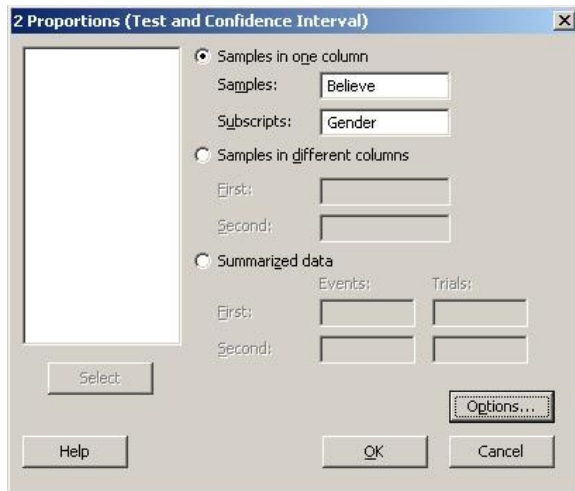 2 Proportions (Test and Confidence Interval)
Samples in one column
Samples: Believe
Subscripts: Gender
Samples in different columns
First:
Second:
Summarized data
Events: Trials:
First:
Second:
Select
Options...
Help OK Cancel